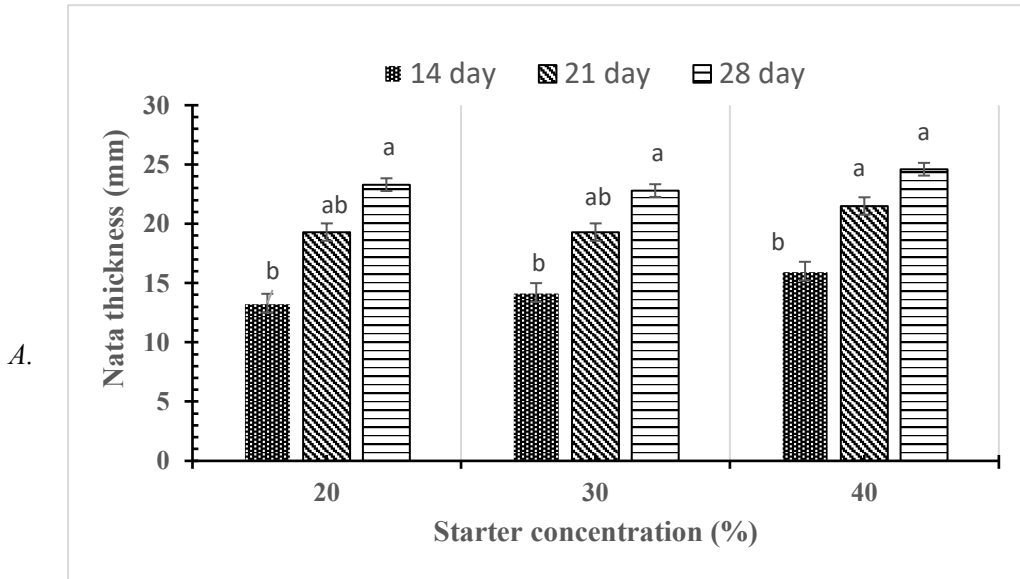 14 day 21 day 28 day
30
25
20
15
10
5
0
Nata thickness (mm)
b ab a
b ab a
b a a
A.
20 30 40
Starter concentration (%)